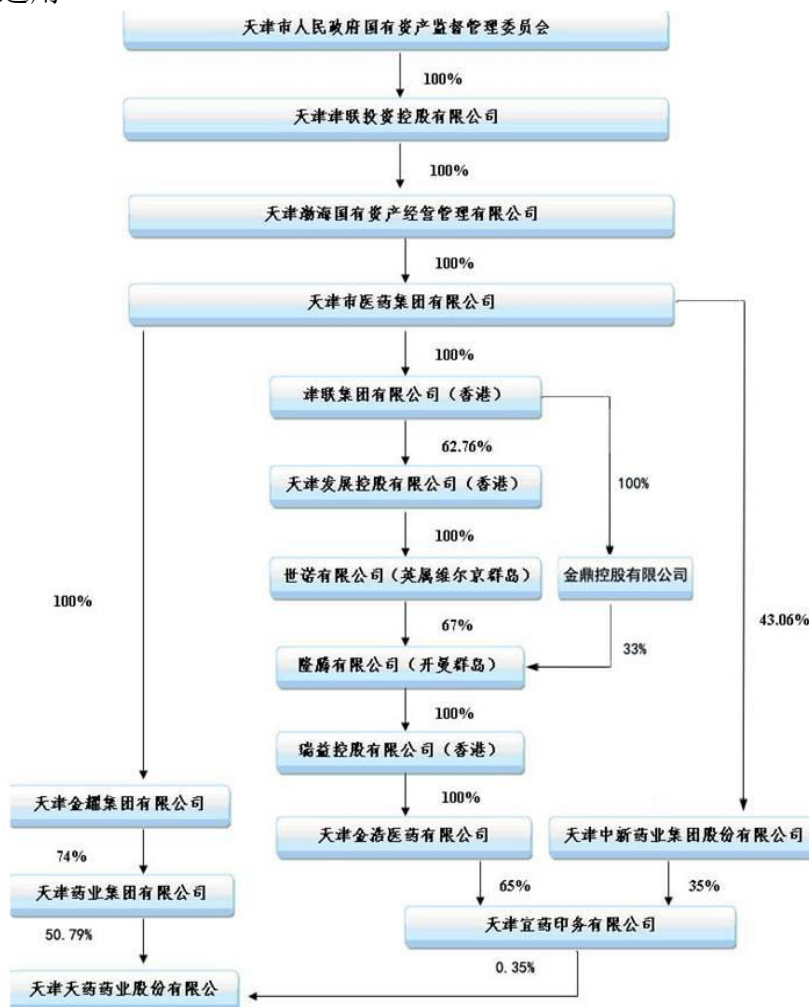 天津市人民政府国有资产监督管理委员会
100%
天津津联投资控股有限公司
100%
天津渤海国有资产经营管理有限公司
100%
天津市医药集团有限公司
100%
津联集团有限公司（香港）
62.76%
天津发展控股有限公司（香港）
100%
100%
世诺有限公司（英属维尔京群岛）
金鼎控股有限公司
100%
43.06%
67%
33%
隆腾有限公司（开曼群岛）
100%
瑞益控股有限公司（香港）
100%
天津金耀集团有限公司
天津金浩医药有限公司
天津中新药业集团股份有限公司
74%
65%
35%
天津药业集团有限公司
天津宜药印务有限公司
50.79%
0.35%
天津天药药业股份有限公